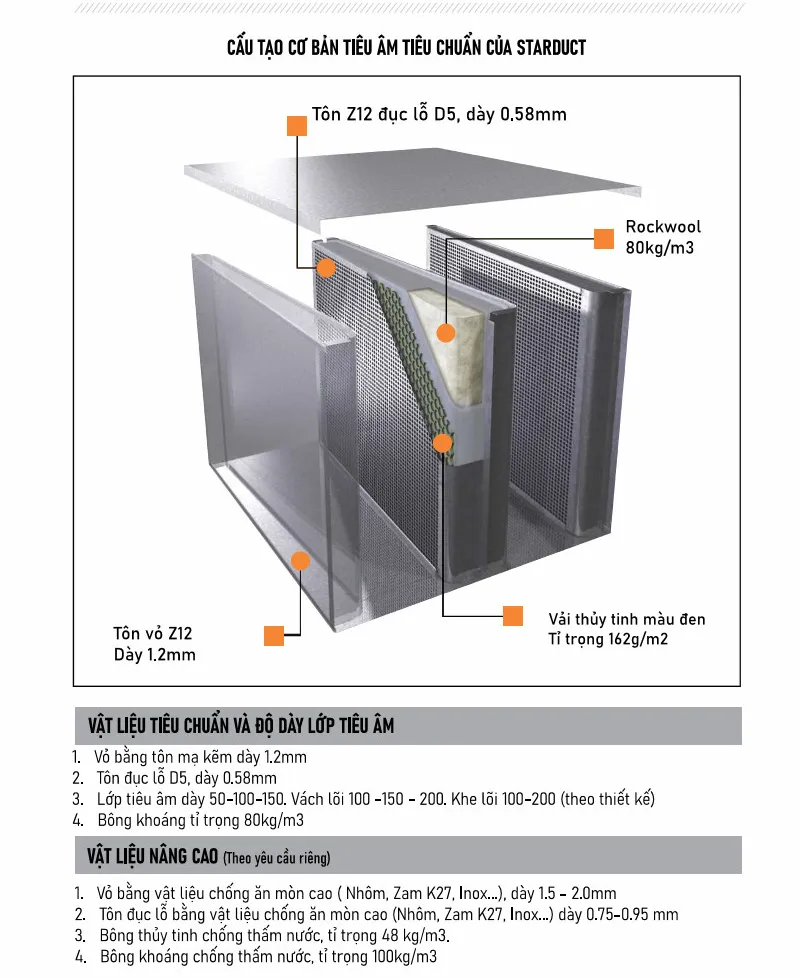 CẤU TẠO CƠ BẢN TIÊU ÂM TIÊU CHUẨN CỦA STARDUCT
Tôn Z12 đục lỗ D5, dày 0.58mm
Rockwool
80kg/m3
Vải thủy tinh màu đen
Tỉ trọng 162g/m2
Tôn vỏ Z12
Dày 1.2mm
VẬT LIỆU TIÊU CHUẨN VÀ ĐỘ DÀY LỚP TIÊU ÂM
1. Vỏ bằng tôn mạ kẽm dày 1.2mm
2. Tôn đục lỗ D5, dày 0.58mm
3. Lớp tiêu âm dày 50-100-150. Vách lõi 100 -150 - 200. Khe lõi 100-200 (theo thiết kế)
4. Bông khoáng tỉ trọng 80kg/m3
VẬT LIỆU NÂNG CAO (Theo yêu cầu riêng)
1. Vỏ bằng vật liệu chống ăn mòn cao ( Nhôm, Zam K27, Inox...), dày 1.5 - 2.0mm
2. Tôn đục lỗ bằng vật liệu chống ăn mòn cao (Nhôm, Zam K27, Inox...) dày 0.75-0.95 mm
3. Bông thủy tinh chống thấm nước, tỉ trọng 48 kg/m3.
4. Bông khoáng chống thấm nước, tỉ trọng 100kg/m3